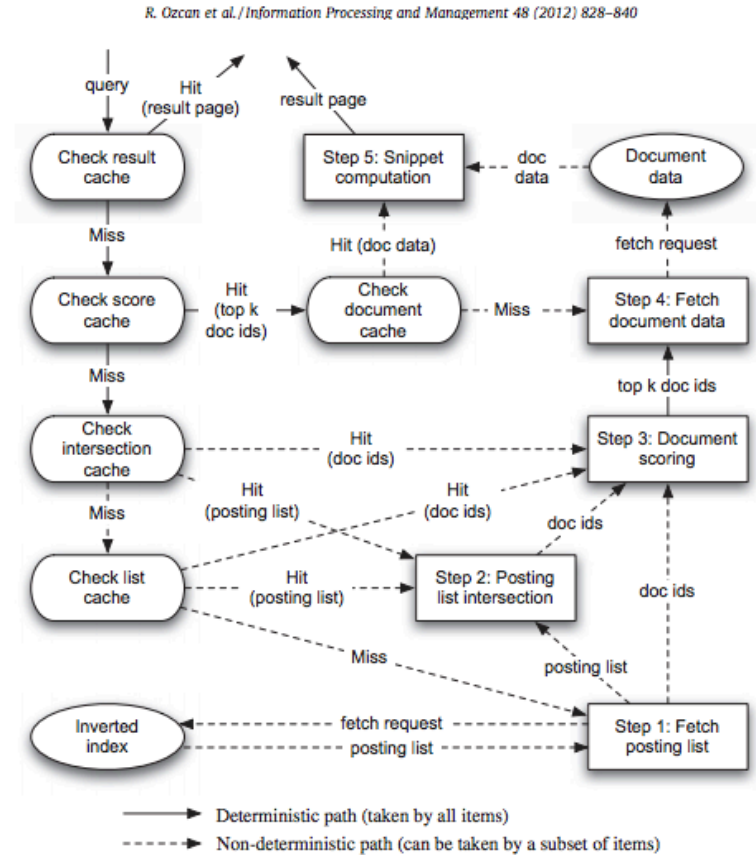 R. Ozcan et al. / Information Processing and Management 48 (2012) 828–840
query
Hit
(result page)
result page
Check result
cache
Step 5: Snippet
computation
doc
data
Document
data
Miss
Hit (doc data)
fetch request
Check score
cache
Hit
(top k
doc ids)
Check
document
cache
Miss
Step 4: Fetch
document data
Miss
top k doc ids
Check
intersection
cache
Hit
(doc ids)
Step 3: Document
scoring
Miss
Hit
(posting list)
Hit
(doc ids)
doc ids
Check list
cache
Hit
(posting list)
Step 2: Posting
list intersection
doc ids
Miss
posting list
Inverted
index
fetch request
posting list
Step 1: Fetch
posting list
Deterministic path (taken by all items)
Non-deterministic path (can be taken by a subset of items)